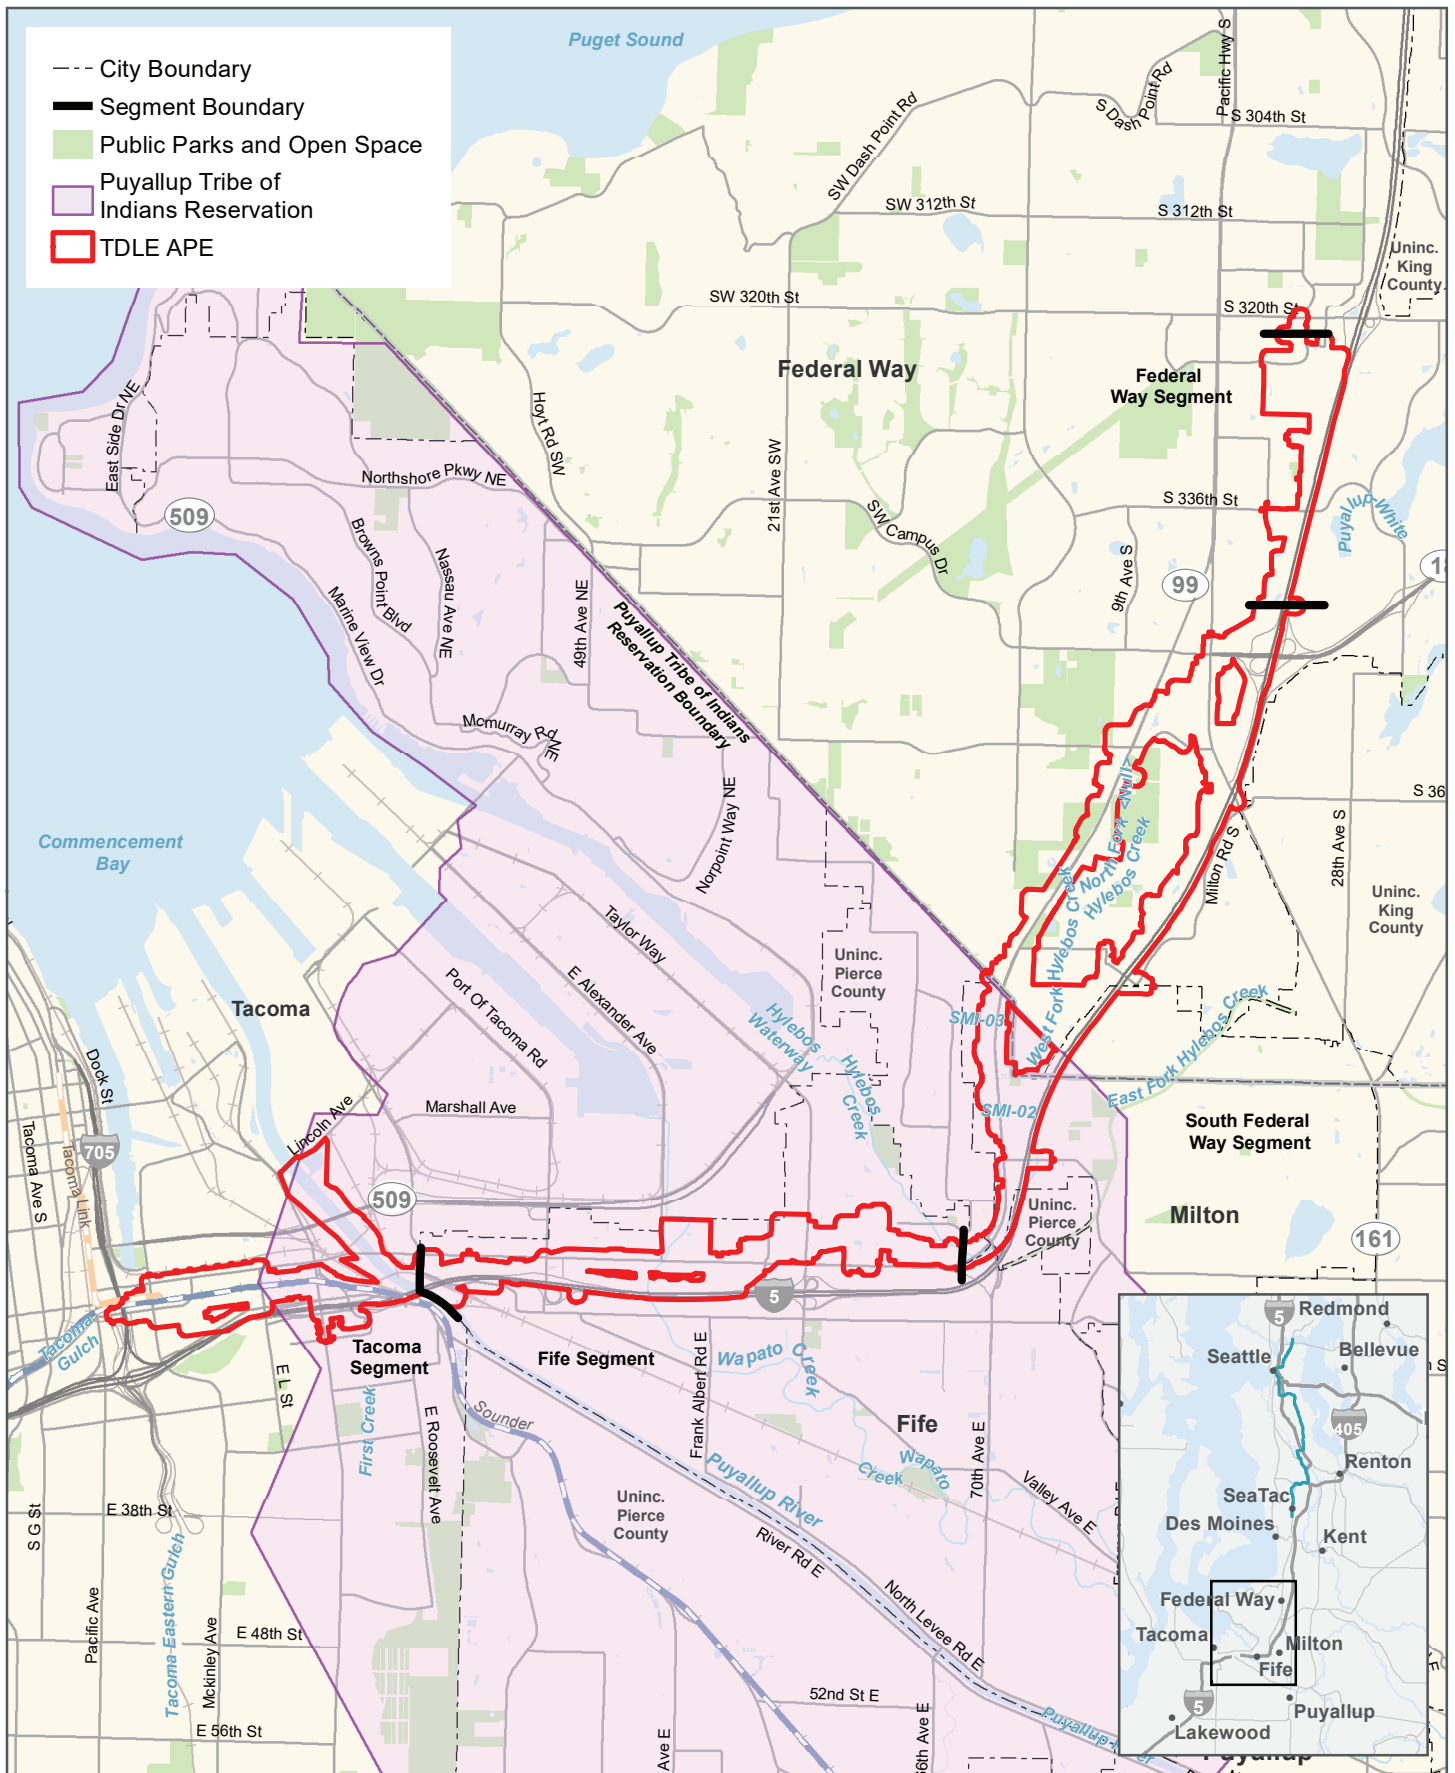 Puget Sound
City Boundary
Segment Boundary
Public Parks and Open Space
Puyallup Tribe of
Indians Reservation
TDLE APE
SW Dash Point Rd
S Dash Point Rd
Pacific Hwy S
S 304th St
SW 312th St
S 312th St
Uninc.
King
County
SW 320th St
S 320th St
Federal Way
Federal
Way Segment
East Side Dr NE
Hoyt Rd SW
21st Ave SW
Northshore Pkwy NE
509
S 336th St
Puyallup-White
SW Campus Dr
Browns Point Blvd
Nassau Ave NE
9th Ave S
99
18
Marine View Dr
49th Ave NE
Puyallup Tribe of Indians
Reservation Boundary
Mcmurray Rd NE
Norpoint Way NE
S 36
Commencement
Bay
North Fork <Null>
Hylebos Creek
Milton Rd S
28th Ave S
Uninc.
King
County
Taylor Way
Uninc.
Pierce
County
West Fork Hylebos Creek
Tacoma
Port Of Tacoma Rd
E Alexander Ave
Hylebos
Waterway
SMI-03
East Fork Hylebos Creek
Dock St
Hylebos
Creek
SMI-02
Marshall Ave
South Federal
Way Segment
Lincoln Ave
705
Tacoma Ave S
Tacoma Link
509
Uninc.
Pierce
County
Milton
161
5
Tacoma
Gulch
Tacoma
Segment
Fife Segment
Frank Albert Rd E
Wapato
Creek
E L St
First Creek
E Roosevelt Ave
Sounder
Fife
70th Ave E
Puyallup River
Wapato
Creek
Valley Ave E
S G St
E 38th St
Uninc.
Pierce
County
River Rd E
North Levee Rd E
Pacific Ave
Tacoma-Eastern Gulch
Mckinley Ave
E 48th St
52nd St E
E 56th St
Ave E
66th Ave E
Puyallup River
Puyallup
5
Redmond
Seattle
Bellevue
405
Renton
SeaTac
Des Moines
Kent
Federal Way
Tacoma
Milton
Fife
5
Puyallup
Lakewood